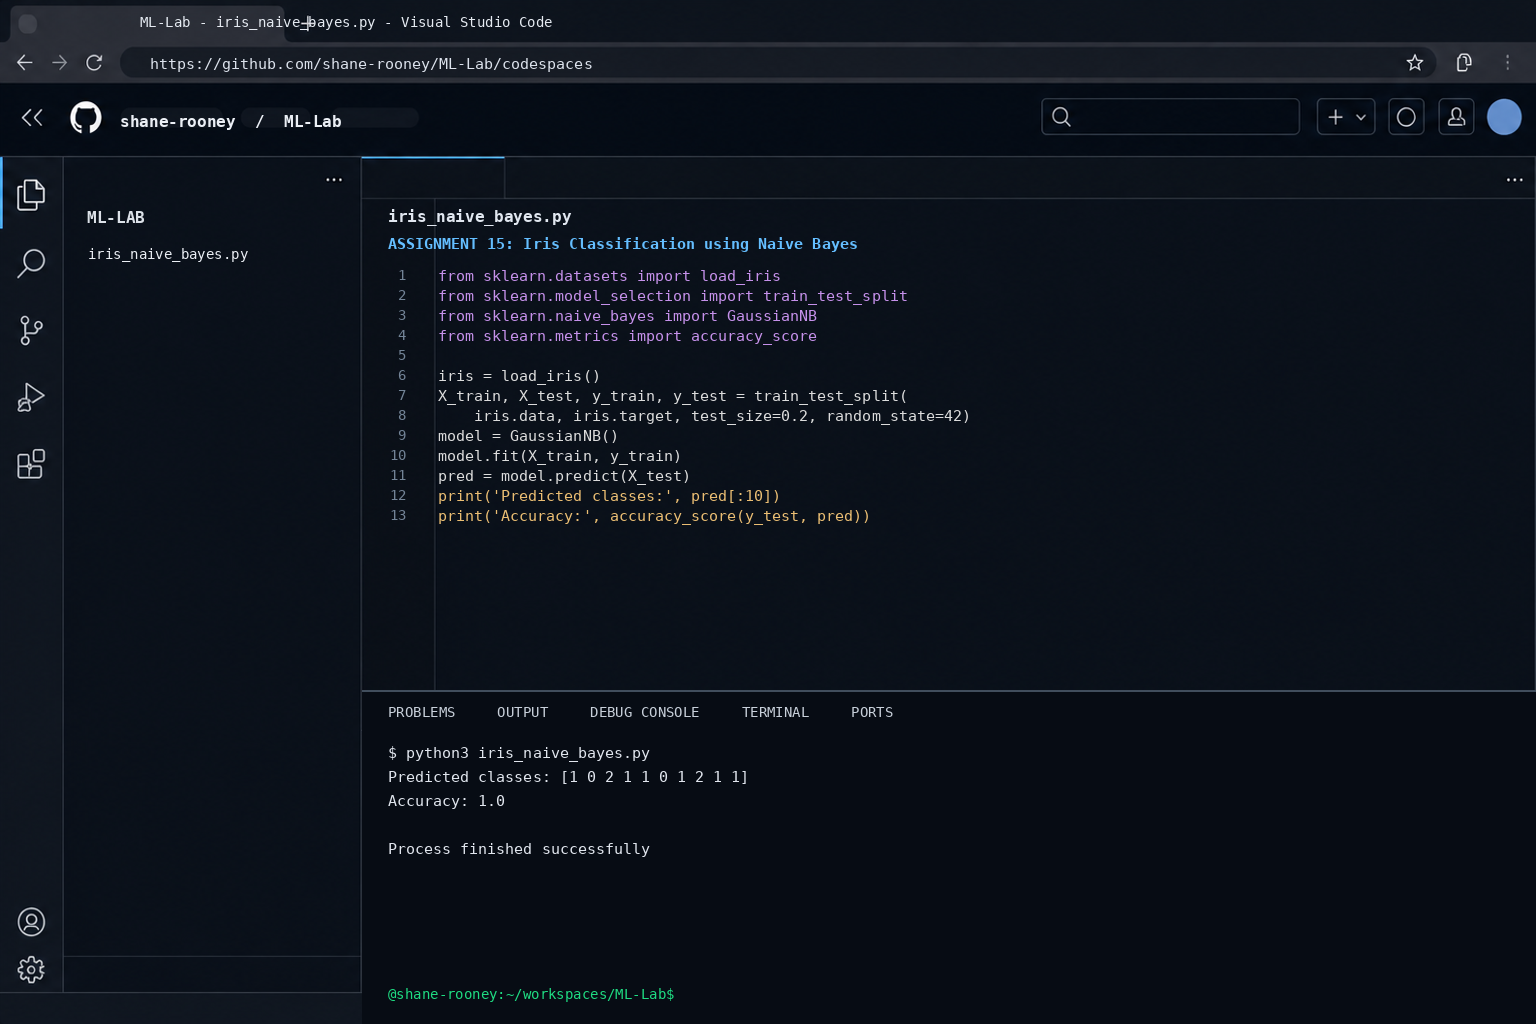 ML-Lab - iris_naive_bayes.py - Visual Studio Code
https://github.com/shane-rooney/ML-Lab/codespaces
shane-rooney / ML-Lab
ML-LAB
iris_naive_bayes.py
iris_naive_bayes.py
ASSIGNMENT 15: Iris Classification using Naive Bayes
1 from sklearn.datasets import load_iris
2 from sklearn.model_selection import train_test_split
3 from sklearn.naive_bayes import GaussianNB
4 from sklearn.metrics import accuracy_score
5
6 iris = load_iris()
7 X_train, X_test, y_train, y_test = train_test_split(
8     iris.data, iris.target, test_size=0.2, random_state=42)
9 model = GaussianNB()
10 model.fit(X_train, y_train)
11 pred = model.predict(X_test)
12 print('Predicted classes:', pred[:10])
13 print('Accuracy:', accuracy_score(y_test, pred))
PROBLEMS OUTPUT DEBUG CONSOLE TERMINAL PORTS
$ python3 iris_naive_bayes.py
Predicted classes: [1 0 2 1 1 0 1 2 1 1]
Accuracy: 1.0
Process finished successfully
@shane-rooney:~/workspaces/ML-Lab$